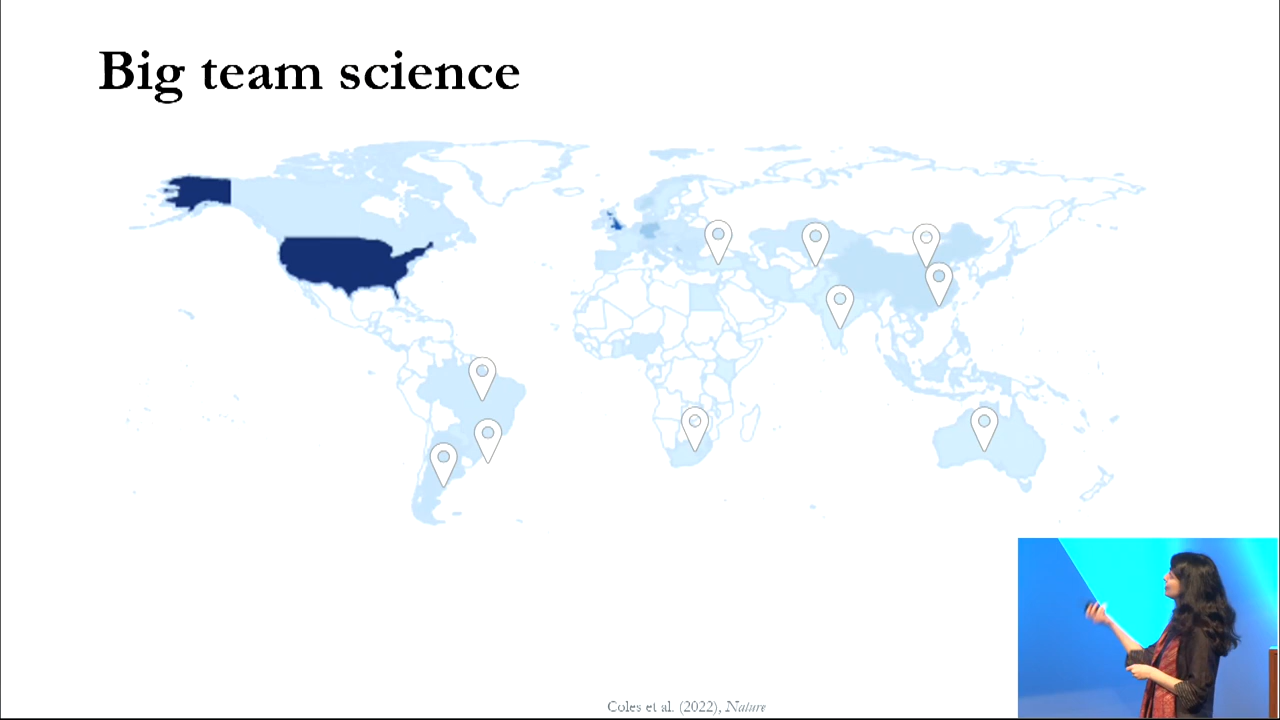 Big team science
Coles et al. (2022), Nature